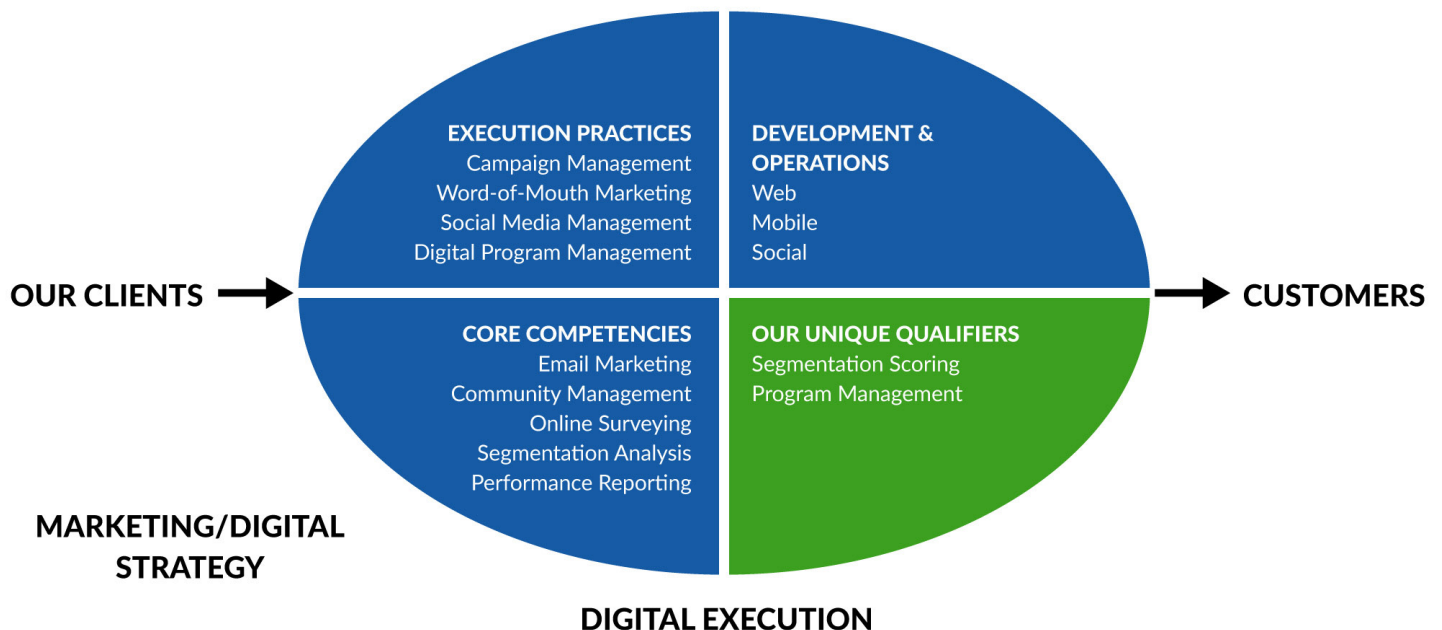 EXECUTION PRACTICES
Campaign Management
Word-of-Mouth Marketing
Social Media Management
Digital Program Management
DEVELOPMENT &
OPERATIONS
Web
Mobile
Social
OUR CLIENTS
CUSTOMERS
CORE COMPETENCIES
Email Marketing
Community Management
Online Surveying
Segmentation Analysis
Performance Reporting
OUR UNIQUE QUALIFIERS
Segmentation Scoring
Program Management
MARKETING/DIGITAL
STRATEGY
DIGITAL EXECUTION